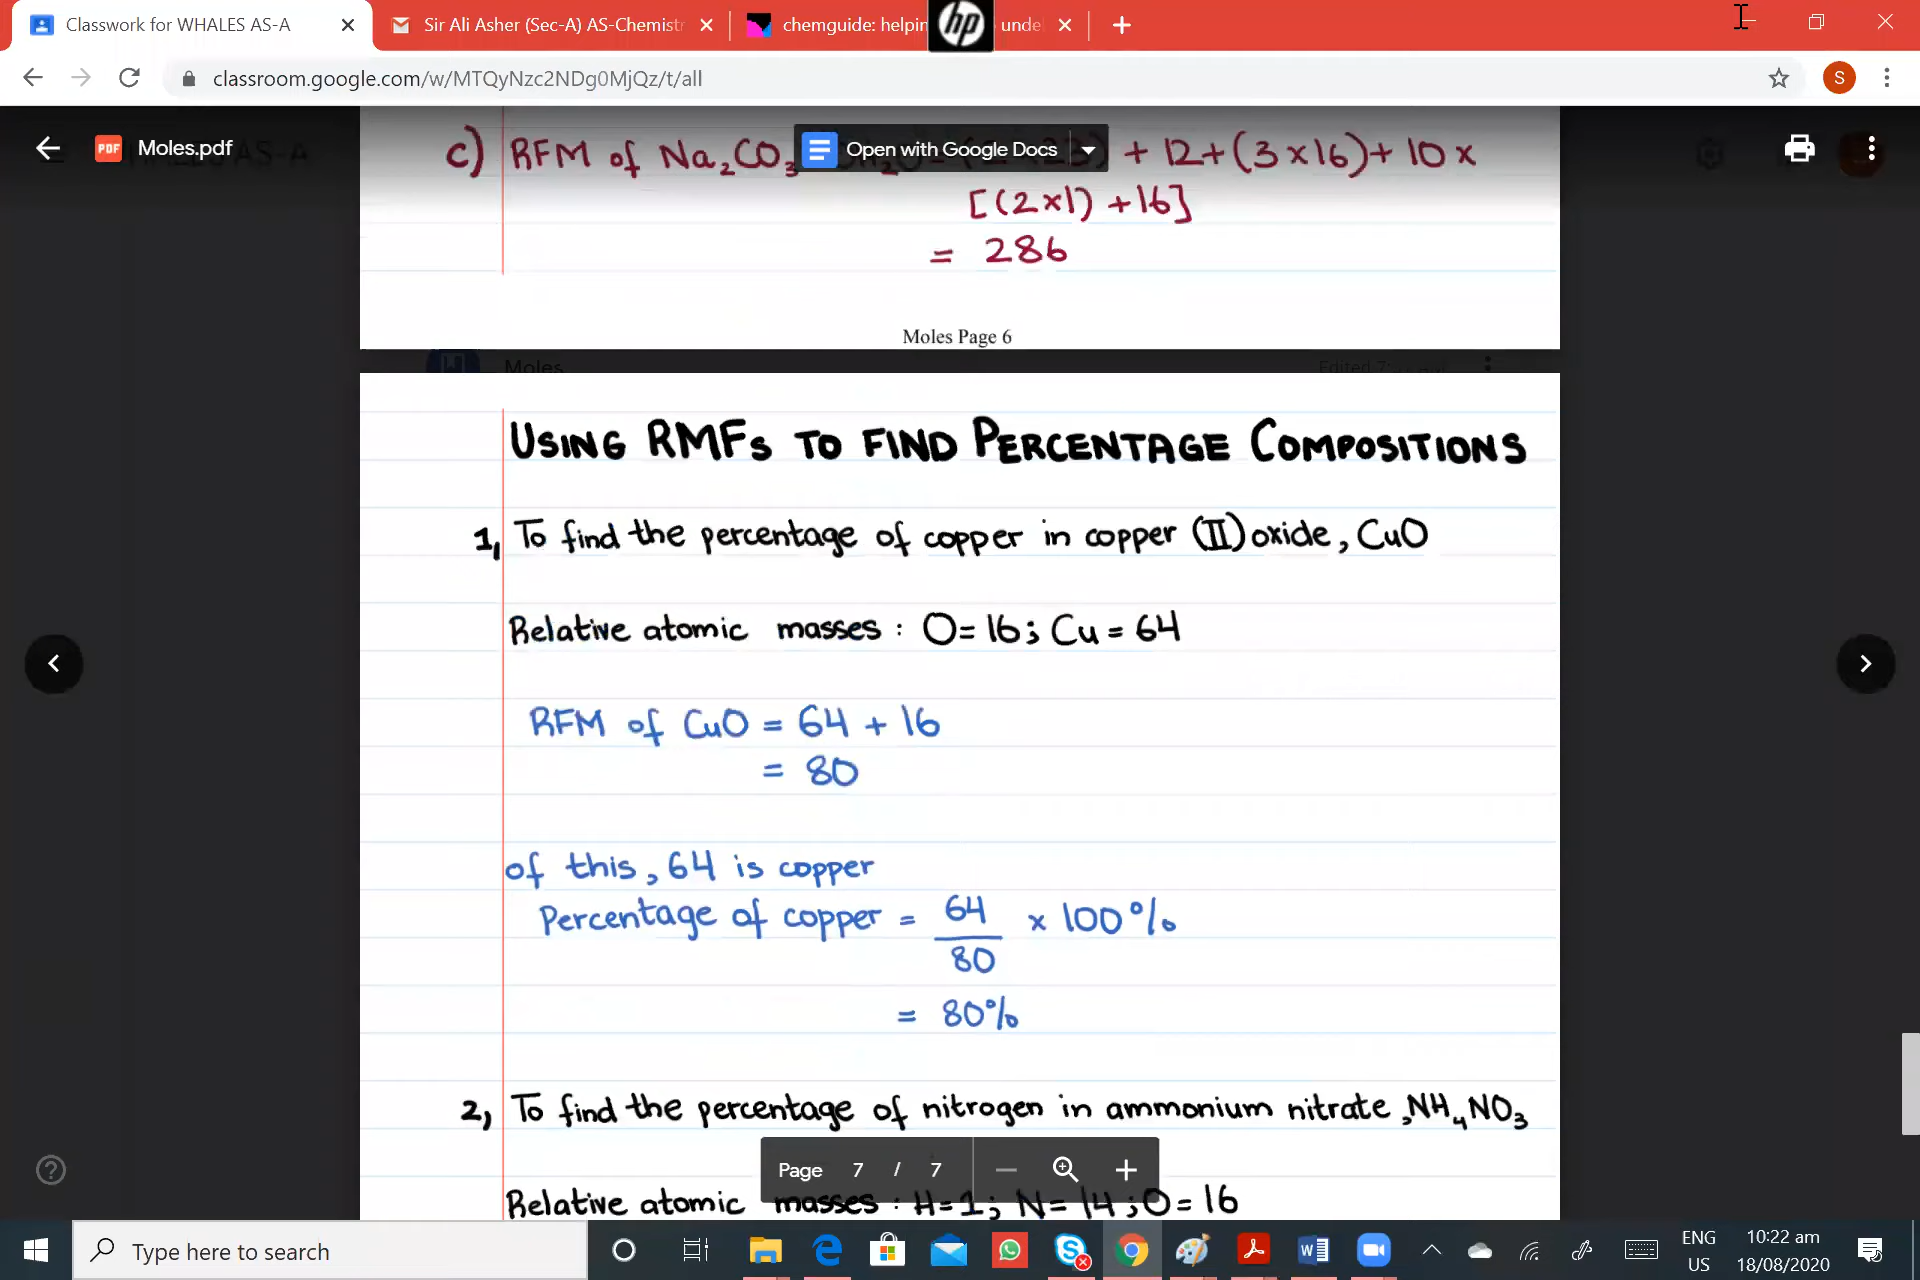 Classwork for WHALES AS-A
Sir Ali Asher (Sec-A) AS-Chemistr
chemguide: helpin
hp
unde
classroom.google.com/w/MTQyNzc2NDg0MjQz/t/all
S
PDF Moles.pdf
Open with Google Docs
c) RFM of Na2CO3 + 12 + (3 x 16) + 10 x
[(2x1) + 16]
= 286
Moles Page 6
Moles
USING RMFs TO FIND PERCENTAGE COMPOSITIONS
1, To find the percentage of copper in copper (II) oxide, CuO
Relative atomic masses : O = 16; Cu = 64
RFM of CuO = 64 + 16
= 80
of this, 64 is copper
Percentage of copper = 64/80 x 100%
= 80%
2, To find the percentage of nitrogen in ammonium nitrate, NH4NO3
Page 7 / 7
Relative atomic masses : H=1; N = 14; O = 16
Type here to search
ENG
US
10:22 am
18/08/2020